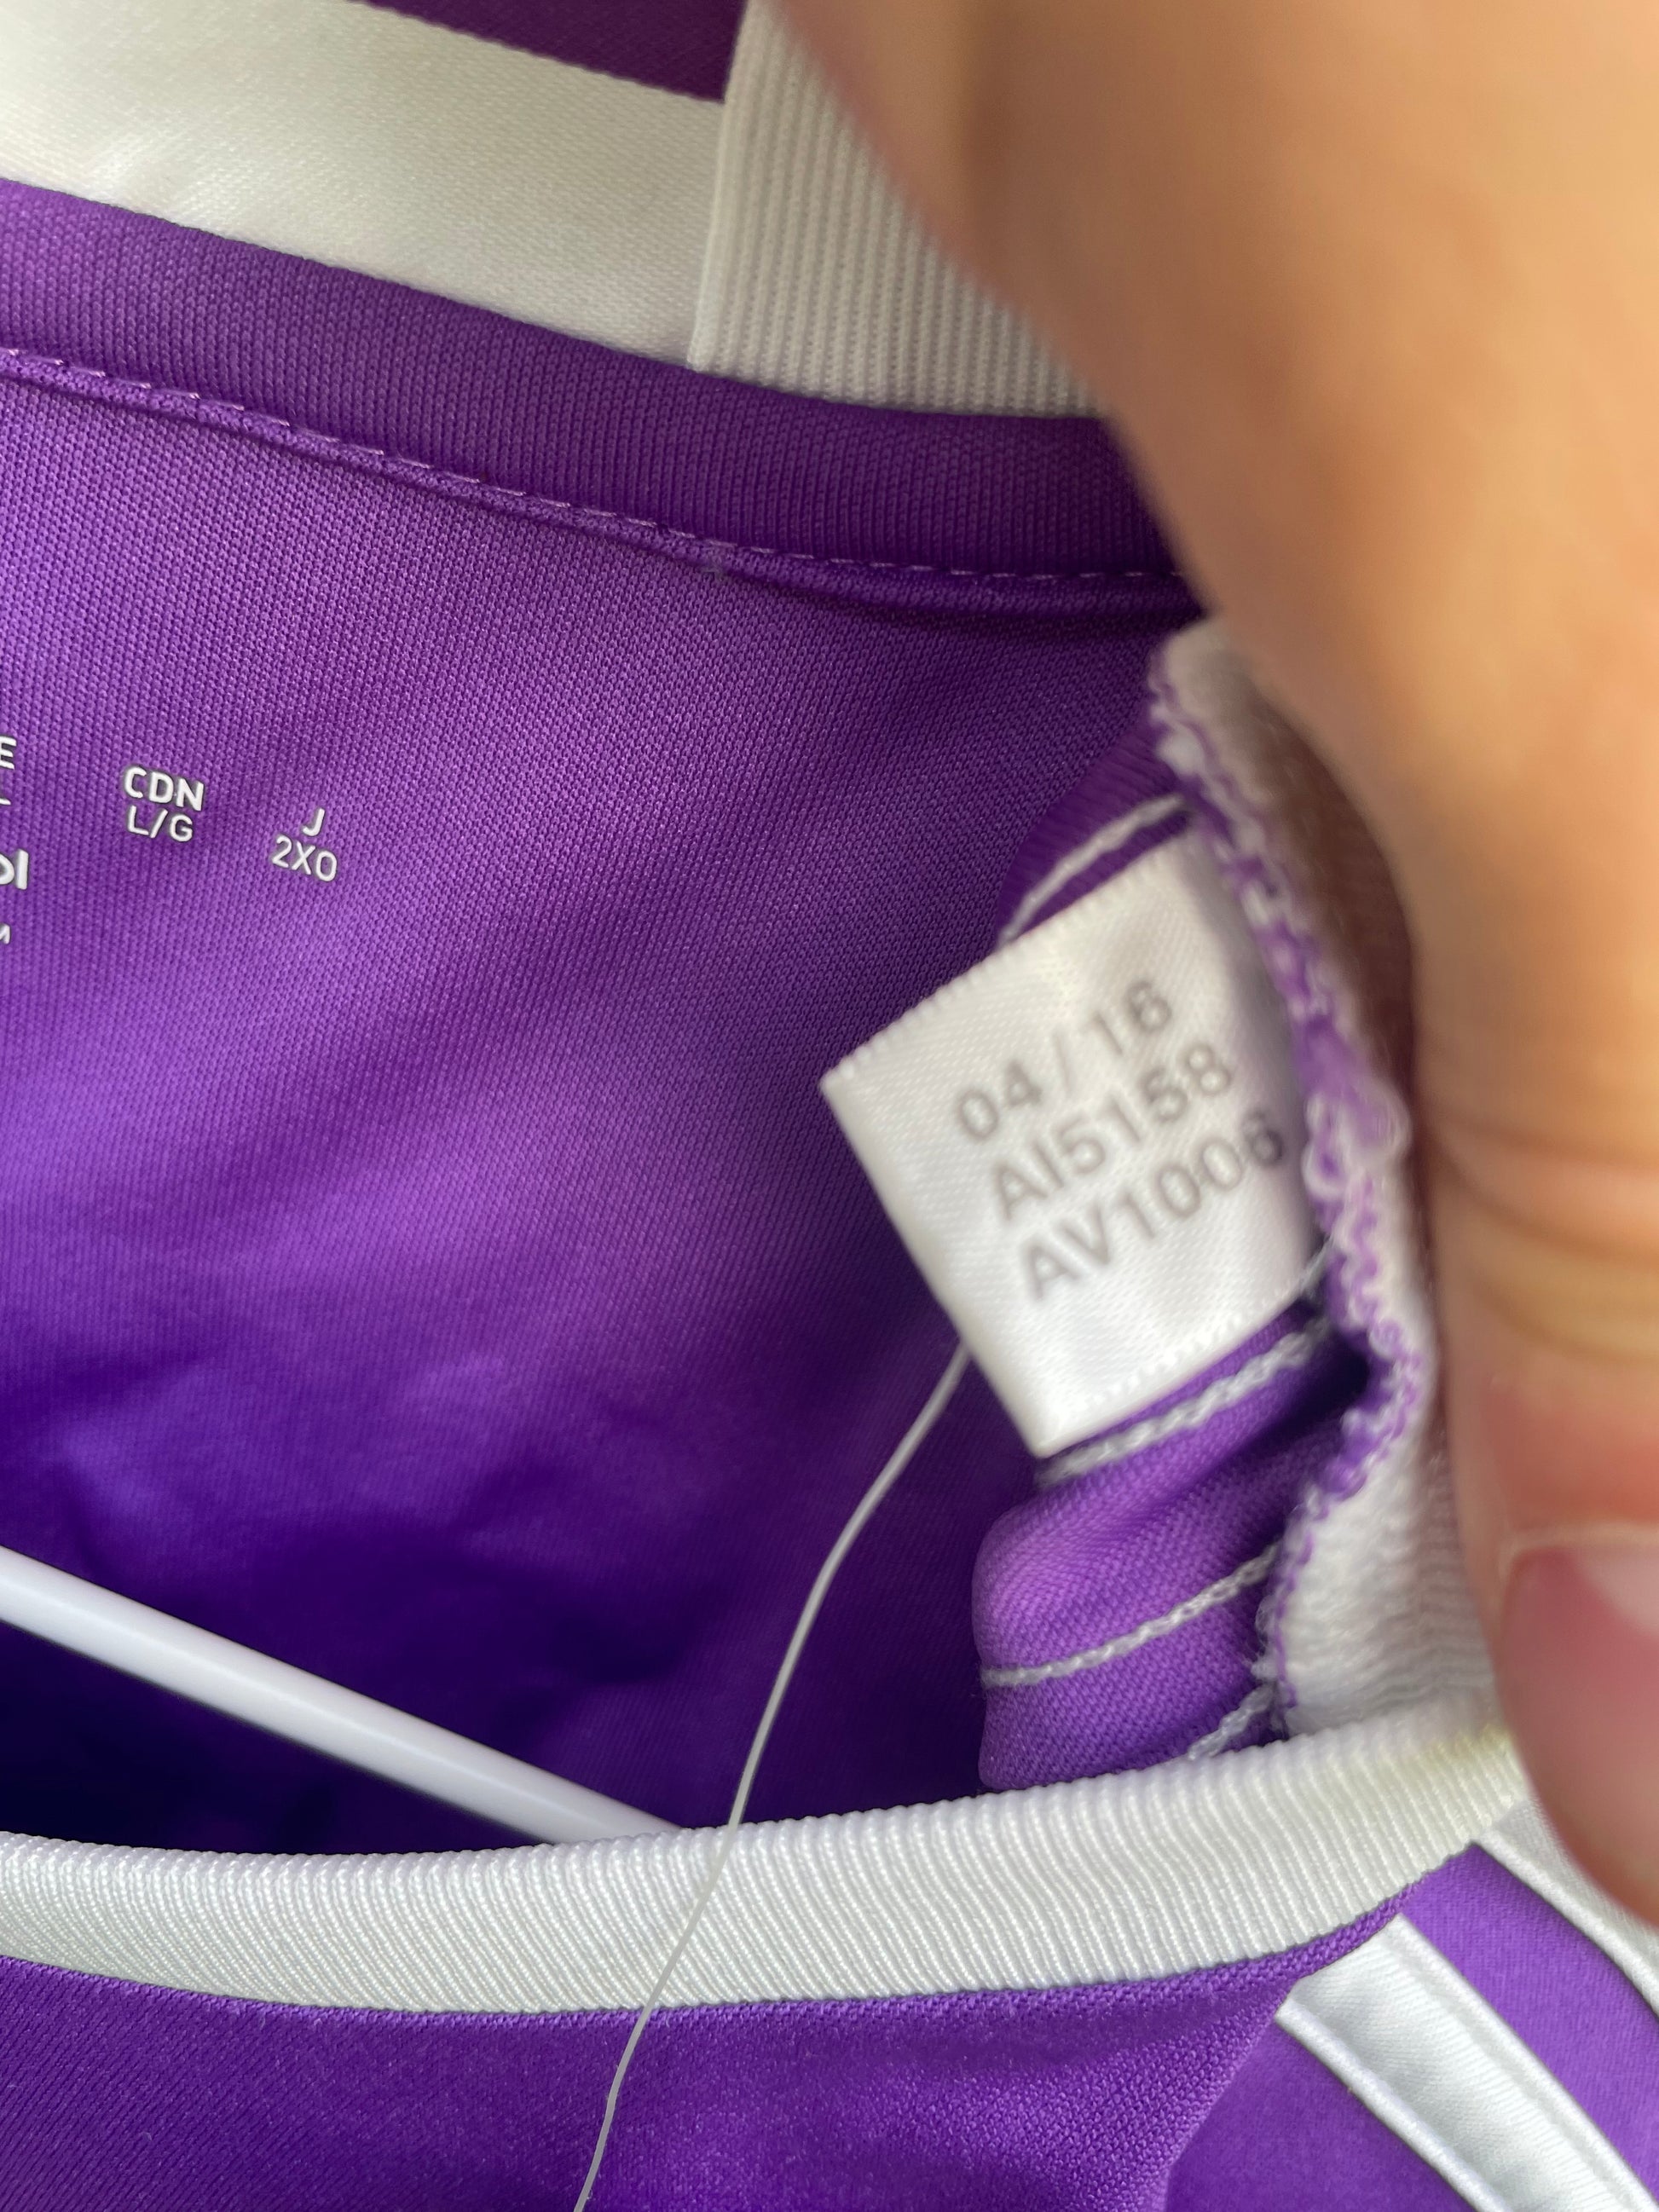 CDN
L/G
J
2XO
04/16
AI5158
AV1006